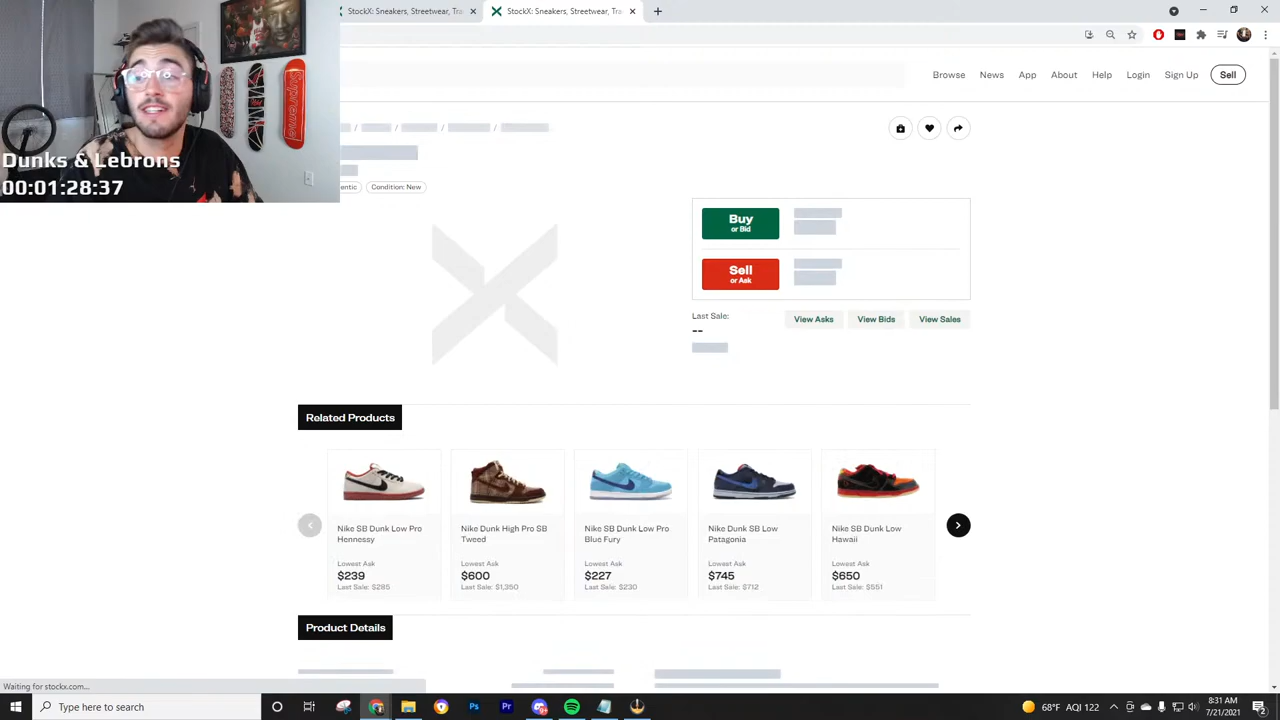 StockX: Sneakers, Streetwear, Tra
StockX: Sneakers, Streetwear, Tra
Browse
News
App
About
Help
Login
Sign Up
Sell
Condition: New
Dunks & Lebrons
00:01:28:37
Supreme
Buy
or Bid
Sell
or Ask
Last Sale:
--
View Asks
View Bids
View Sales
Related Products
Nike SB Dunk Low Pro
Hennessy
Lowest Ask
$239
Last Sale: $285
Nike Dunk High Pro SB
Tweed
Lowest Ask
$600
Last Sale: $1,350
Nike SB Dunk Low Pro
Blue Fury
Lowest Ask
$227
Last Sale: $230
Nike Dunk SB Low
Patagonia
Lowest Ask
$745
Last Sale: $712
Nike SB Dunk Low
Hawaii
Lowest Ask
$650
Last Sale: $551
Product Details
Waiting for stockx.com...
Type here to search
68°F AQI 122
8:31 AM
7/21/2021